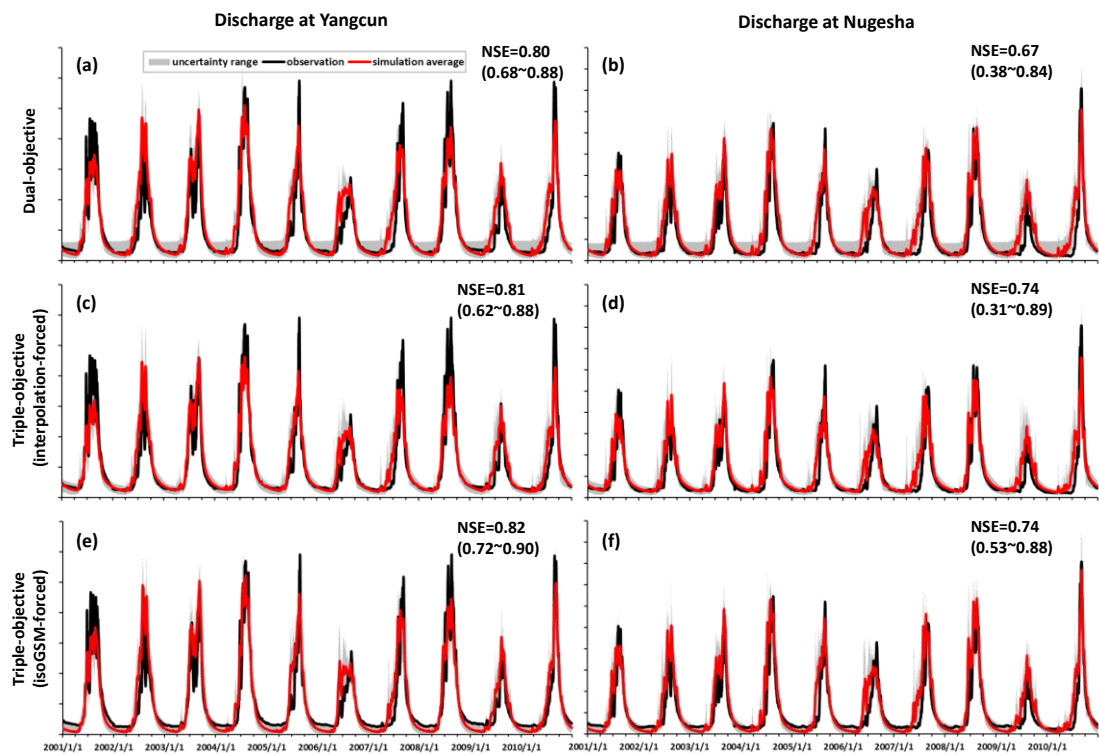 Discharge at Yangcun
Discharge at Nugesha
Dual-objective
(a)
uncertainty range observation simulation average
NSE=0.80
(0.68~0.88)
(b)
NSE=0.67
(0.38~0.84)
Triple-objective
(interpolation-forced)
(c)
NSE=0.81
(0.62~0.88)
(d)
NSE=0.74
(0.31~0.89)
Triple-objective
(isoGSM-forced)
(e)
NSE=0.82
(0.72~0.90)
(f)
NSE=0.74
(0.53~0.88)
2001/1/1 2002/1/1 2003/1/1 2004/1/1 2005/1/1 2006/1/1 2007/1/1 2008/1/1 2009/1/1 2010/1/1
2001/1/1 2002/1/1 2003/1/1 2004/1/1 2005/1/1 2006/1/1 2007/1/1 2008/1/1 2009/1/1 2010/1/1